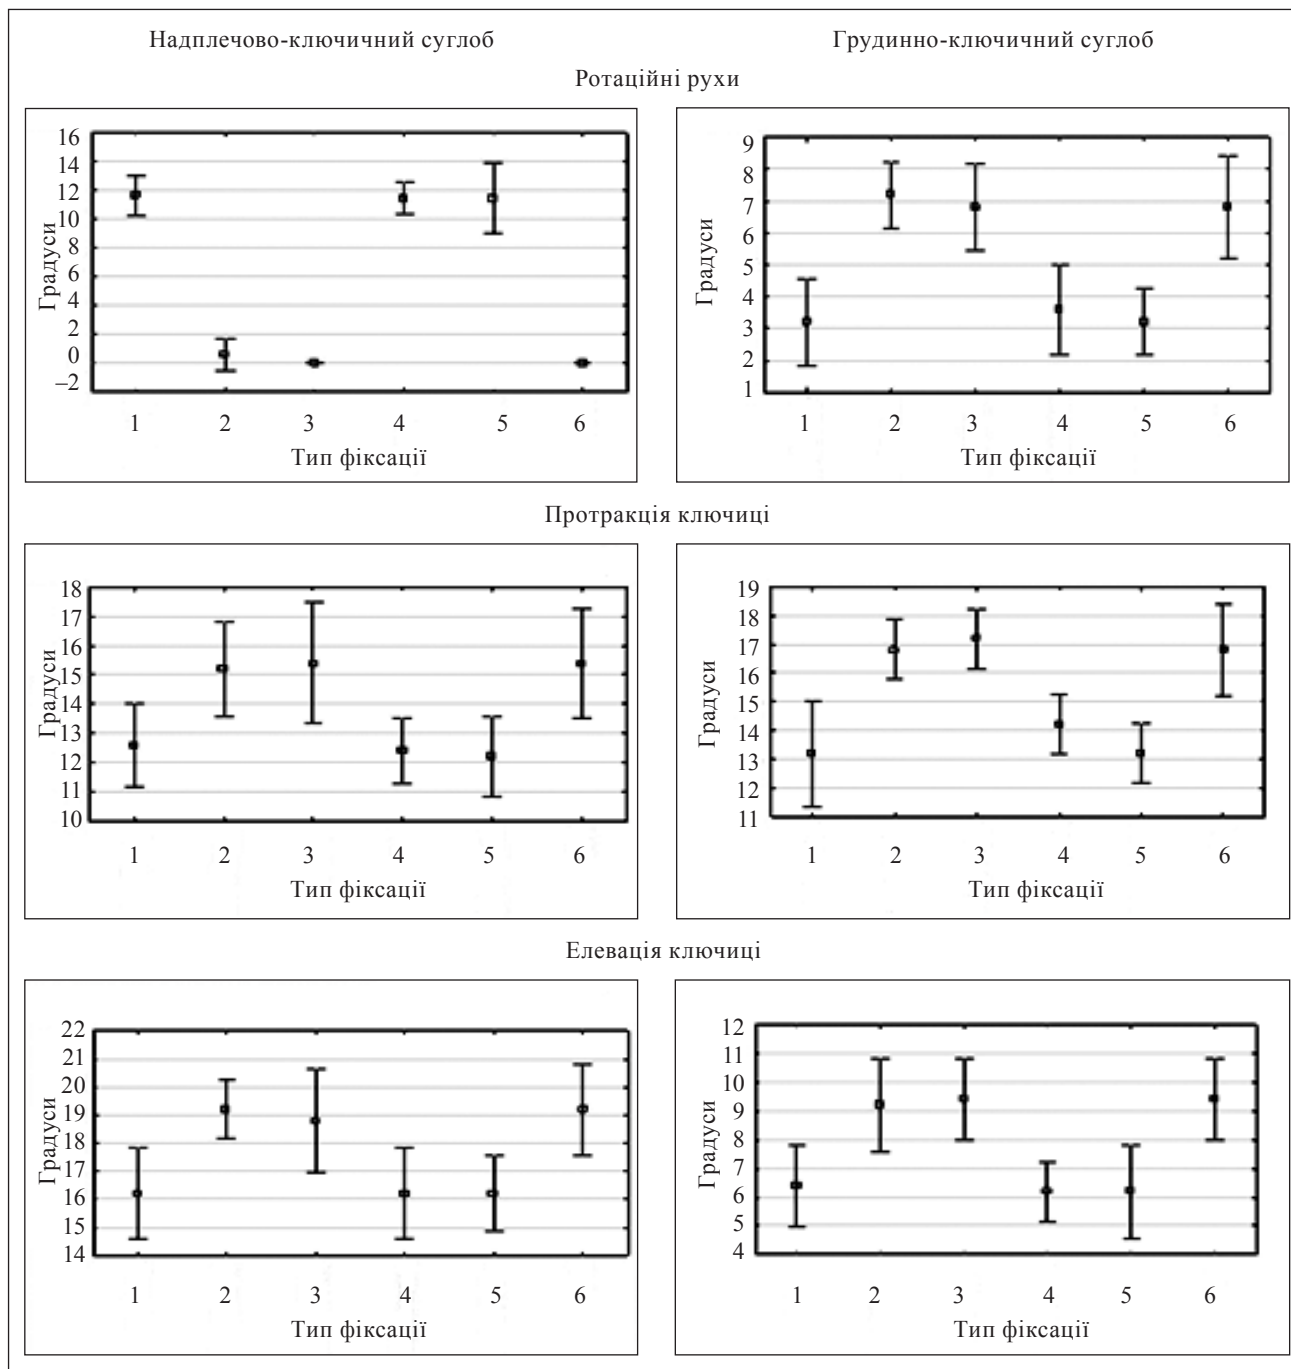 Надплечово-ключичний суглоб
Грудинно-ключичний суглоб
Ротаційні рухи
Градуси
16
14
12
10
8
6
4
2
0
–2
1 2 3 4 5 6
Тип фіксації
Градуси
9
8
7
6
5
4
3
2
1
1 2 3 4 5 6
Тип фіксації
Протракція ключиці
Градуси
18
17
16
15
14
13
12
11
10
1 2 3 4 5 6
Тип фіксації
Градуси
19
18
17
16
15
14
13
12
11
1 2 3 4 5 6
Тип фіксації
Елевація ключиці
Градуси
22
21
20
19
18
17
16
15
14
1 2 3 4 5 6
Тип фіксації
Градуси
12
11
10
9
8
7
6
5
4
1 2 3 4 5 6
Тип фіксації